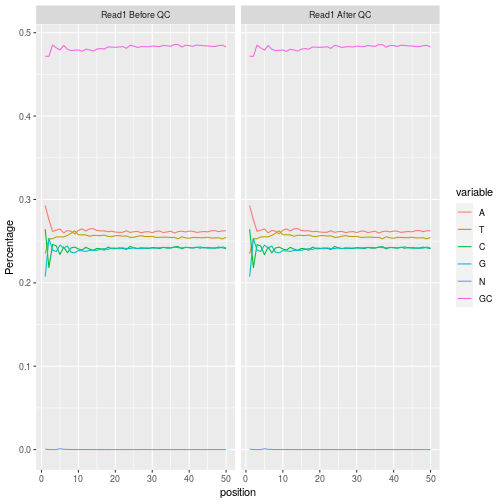 Read1 Before QC
Read1 After QC
0.5
0.4
0.3
0.2
0.1
0.0
Percentage
0 10 20 30 40 50
0 10 20 30 40 50
position
variable
A
T
C
G
N
GC